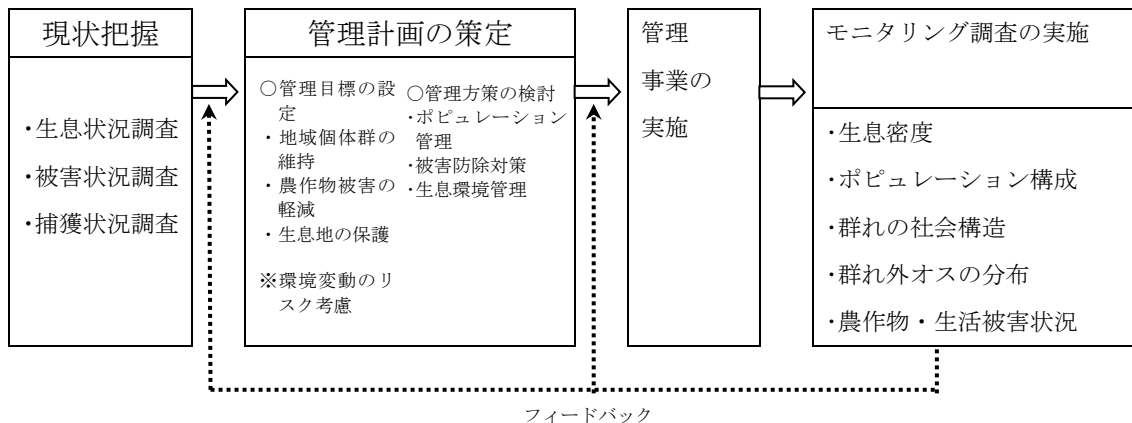 現状把握
・生息状況調査
・被害状況調査
・捕獲状況調査
管理計画の策定
○管理目標の設
定
・地域個体群の
維持
・農作物被害の
軽減
・生息地の保護
※環境変動のリ
スク考慮
○管理方策の検討
・ポピュレーション
管理
・被害防除対策
・生息環境管理
管理
事業の
実施
モニタリング調査の実施
・生息密度
・ポピュレーション構成
・群れの社会構造
・群れ外オスの分布
・農作物・生活被害状況
フィードバック